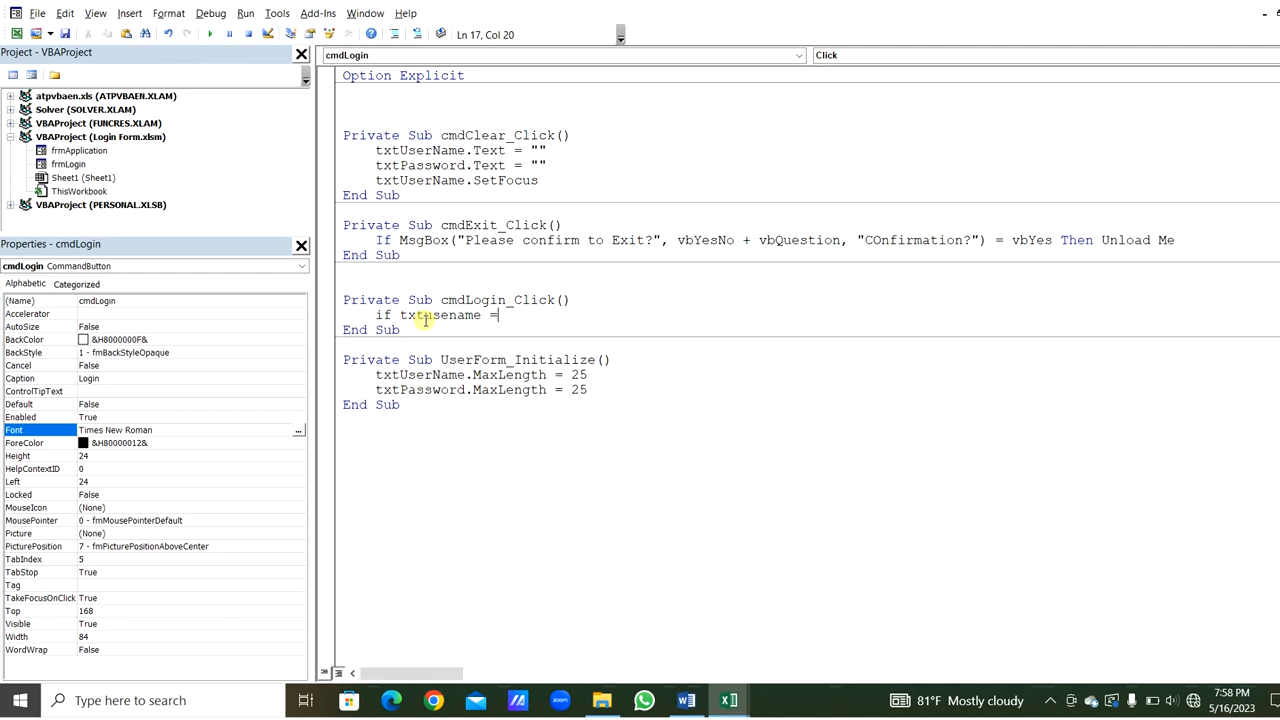 File Edit View Insert Format Debug Run Tools Add-Ins Window Help
Ln 17, Col 20
Project - VBAProject
cmdLogin
Click
atpvbaen.xls (ATPVBAEN.XLAM)
Solver (SOLVER.XLAM)
VBAProject (FUNCRES.XLAM)
VBAProject (Login Form.xlsm)
frmApplication
frmLogin
Sheet1 (Sheet1)
ThisWorkbook
VBAProject (PERSONAL.XLSB)
Properties - cmdLogin
cmdLogin CommandButton
Alphabetic Categorized
(Name) cmdLogin
Accelerator
AutoSize False
BackColor &H8000000F&
BackStyle 1 - fmBackStyleOpaque
Cancel False
Caption Login
ControlTipText
Default False
Enabled True
Font Times New Roman ...
ForeColor &H80000012&
Height 24
HelpContextID 0
Left 24
Locked False
MouseIcon (None)
MousePointer 0 - fmMousePointerDefault
Picture (None)
PicturePosition 7 - fmPicturePositionAboveCenter
TabIndex 5
TabStop True
Tag
TakeFocusOnClick True
Top 168
Visible True
Width 84
WordWrap False
Option Explicit
Private Sub cmdClear_Click()
txtUserName.Text = ""
txtPassword.Text = ""
txtUserName.SetFocus
End Sub
Private Sub cmdExit_Click()
If MsgBox("Please confirm to Exit?", vbYesNo + vbQuestion, "COnfirmation?") = vbYes Then Unload Me
End Sub
Private Sub cmdLogin_Click()
if txtusename =
End Sub
Private Sub UserForm_Initialize()
txtUserName.MaxLength = 25
txtPassword.MaxLength = 25
End Sub
Type here to search
81°F Mostly cloudy
7:58 PM
5/16/2023